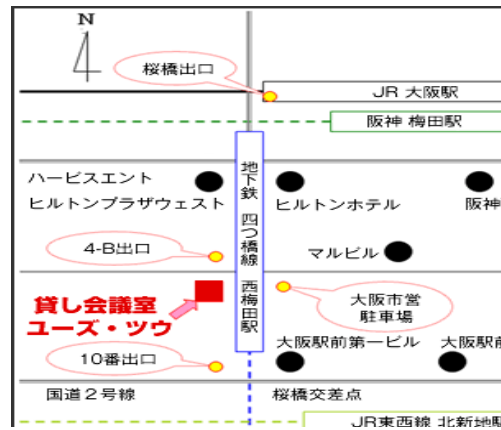 N
桜橋出口
JR 大阪駅
阪神 梅田駅
ハービスエント
ヒルトンプラザウェスト
地下鉄 四つ橋線 西梅田駅
ヒルトンホテル
阪神
4-B出口
マルビル
貸し会議室
ユーズ・ツウ
大阪市営
駐車場
10番出口
大阪駅前第一ビル
大阪駅前
国道２号線
桜橋交差点
JR東西線 北新地駅